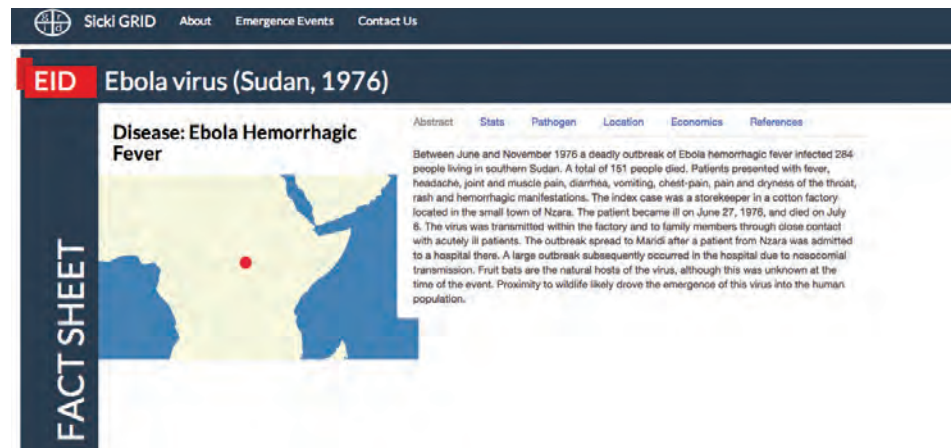 Sicki GRID About Emergence Events Contact Us
EID Ebola virus (Sudan, 1976)
FACT SHEET
Disease: Ebola Hemorrhagic
Fever
Abstract Stats Pathogen Location Economics References
Between June and November 1976 a deadly outbreak of Ebola hemorrhagic fever infected 284
people living in southern Sudan. A total of 151 people died. Patients presented with fever,
headache, joint and muscle pain, diarrhea, vomiting, chest-pain, pain and dryness of the throat,
rash and hemorrhagic manifestations. The index case was a storekeeper in a cotton factory
located in the small town of Nzara. The patient became ill on June 27, 1976, and died on July
6. The virus was transmitted within the factory and to family members through close contact
with acutely ill patients. The outbreak spread to Maridi after a patient from Nzara was admitted
to a hospital there. A large outbreak subsequently occurred in the hospital due to nosocomial
transmission. Fruit bats are the natural hosts of the virus, although this was unknown at the
time of the event. Proximity to wildlife likely drove the emergence of this virus into the human
population.